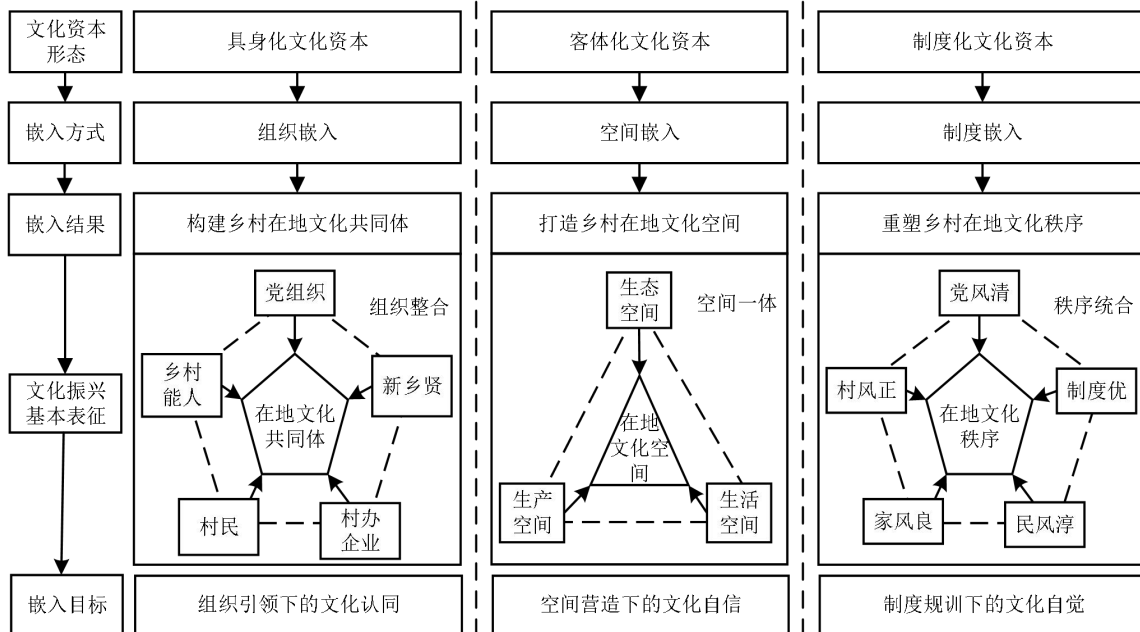 文化资本
形态
具身化文化资本
客体化文化资本
制度化文化资本
嵌入方式
组织嵌入
空间嵌入
制度嵌入
嵌入结果
构建乡村在地文化共同体
打造乡村在地文化空间
重塑乡村在地文化秩序
文化振兴
基本表征
党组织
组织整合
乡村
能人
新乡贤
在地文化
共同体
村民
村办
企业
生态
空间
空间一体
在地
文化空
间
生产
空间
生活
空间
党风清
秩序统合
村风正
制度优
在地文化
秩序
家风良
民风淳
嵌入目标
组织引领下的文化认同
空间营造下的文化自信
制度规训下的文化自觉